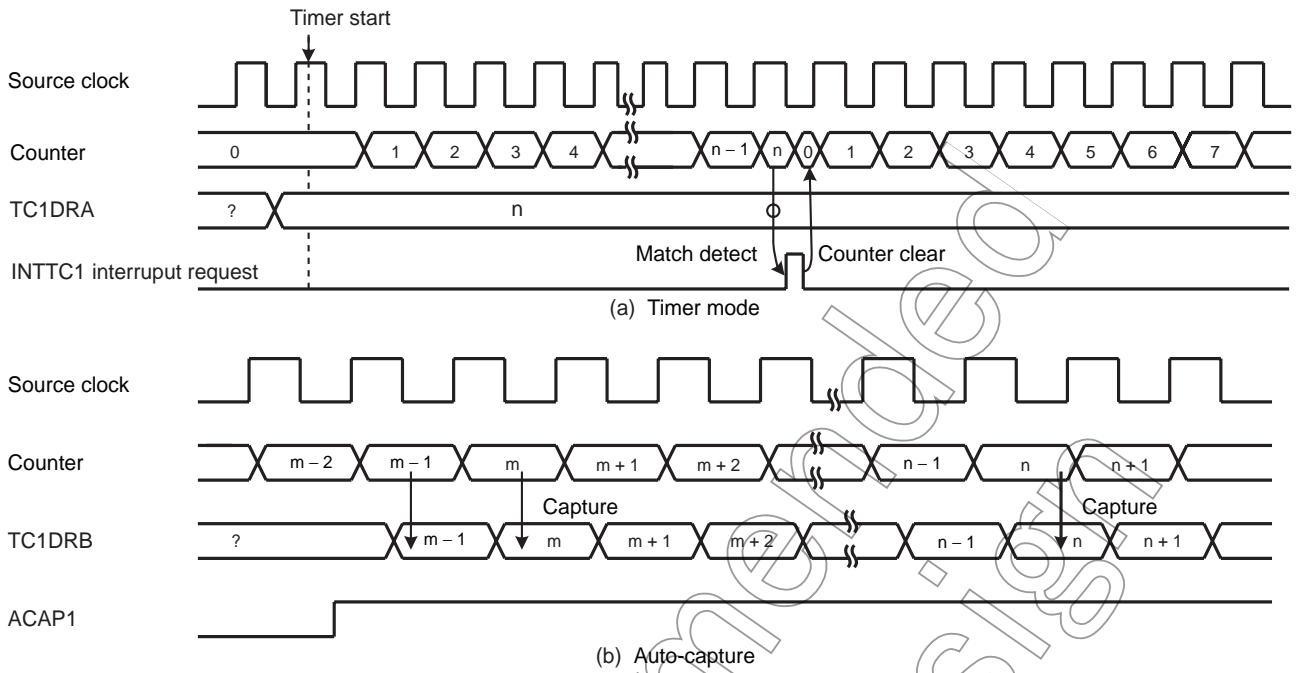 Timer start
Source clock
Counter 0 1 2 3 4 n – 1 n 0 1 2 3 4 5 6 7
TC1DRA ? n
Match detect Counter clear
INTTC1 interruput request
(a) Timer mode
Source clock
Counter m – 2 m – 1 m m + 1 m + 2 n – 1 n n + 1
Capture Capture
TC1DRB ? m – 1 m m + 1 m + 2 n – 1 n n + 1
ACAP1
(b) Auto-capture